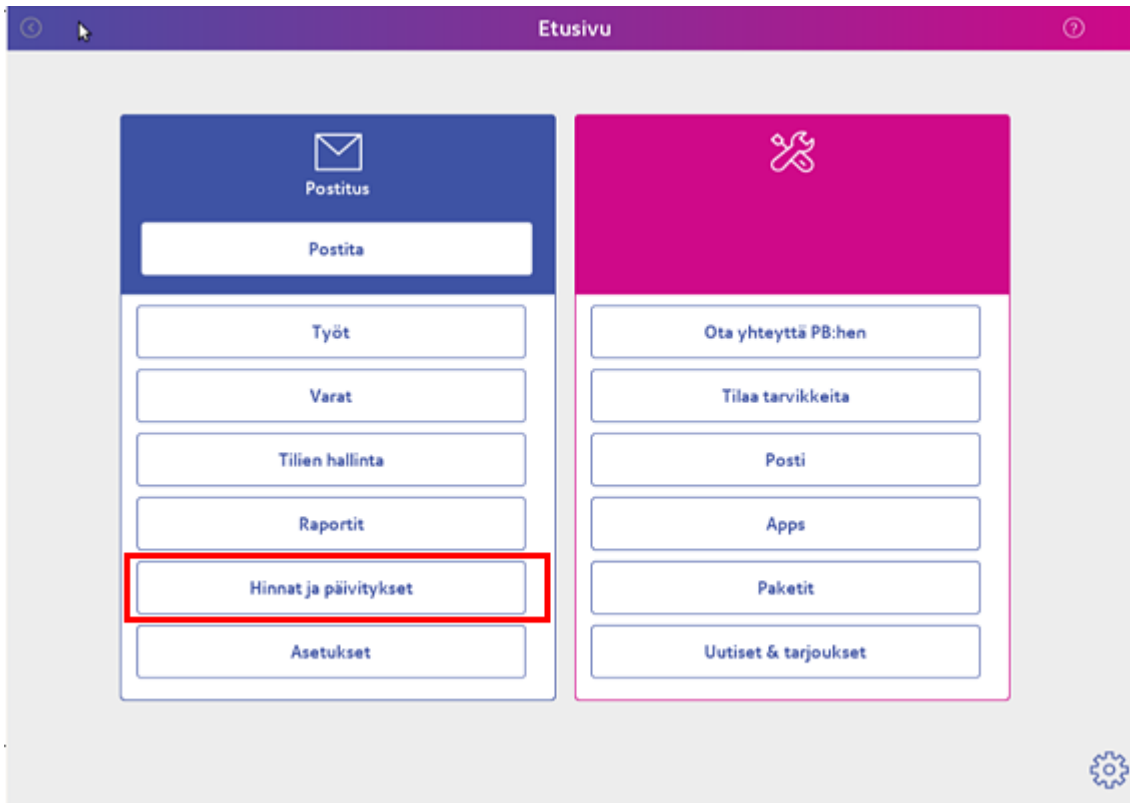 Etusivu
Postitus
Postita
Työt
Varat
Tilien hallinta
Raportit
Hinnat ja päivitykset
Asetukset
Ota yhteyttä PB:hen
Tilaa tarvikkeita
Posti
Apps
Paketit
Uutiset & tarjoukset